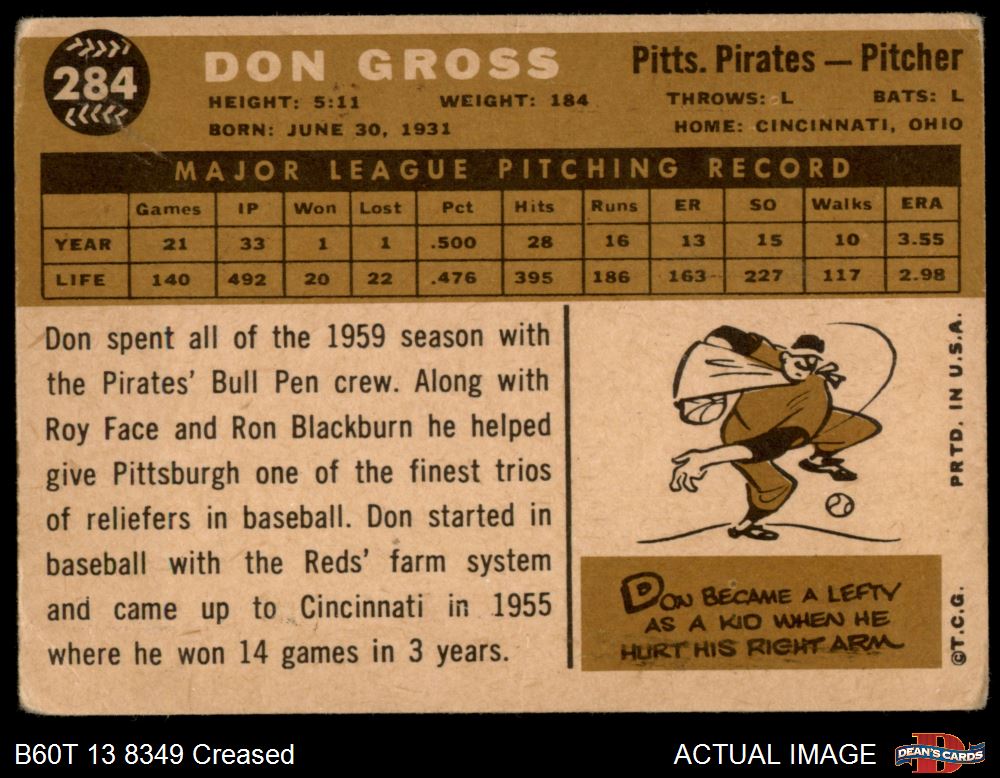 284
DON GROSS
Pitts. Pirates — Pitcher
HEIGHT: 5:11 WEIGHT: 184 THROWS: L BATS: L
BORN: JUNE 30, 1931 HOME: CINCINNATI, OHIO
MAJOR LEAGUE PITCHING RECORD
Games IP Won Lost Pct Hits Runs ER SO Walks ERA
YEAR 21 33 1 1 .500 28 16 13 15 10 3.55
LIFE 140 492 20 22 .476 395 186 163 227 117 2.98
Don spent all of the 1959 season with
the Pirates' Bull Pen crew. Along with
Roy Face and Ron Blackburn he helped
give Pittsburgh one of the finest trios
of reliefers in baseball. Don started in
baseball with the Reds' farm system
and came up to Cincinnati in 1955
where he won 14 games in 3 years.
DON BECAME A LEFTY
AS A KID WHEN HE
HURT HIS RIGHT ARM
PRTD. IN U.S.A.
©T.C.G.
B60T 13 8349 Creased
ACTUAL IMAGE
DEAN'S CARDS